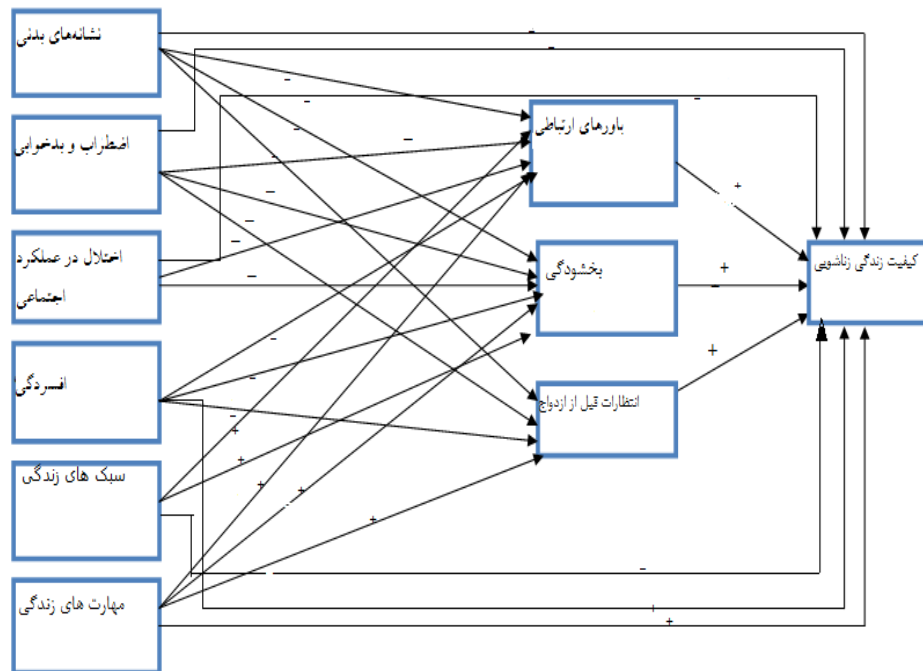 نشانه‌های بدنی
اضطراب و بدخوابی
اختلال در عملکرد
اجتماعی
افسردگی
سبک های زندگی
مهارت های زندگی
باورهای ارتباطی
بخشودگی
انتظارات قیل از ازدواج
کیفیت زندگی زناشویی